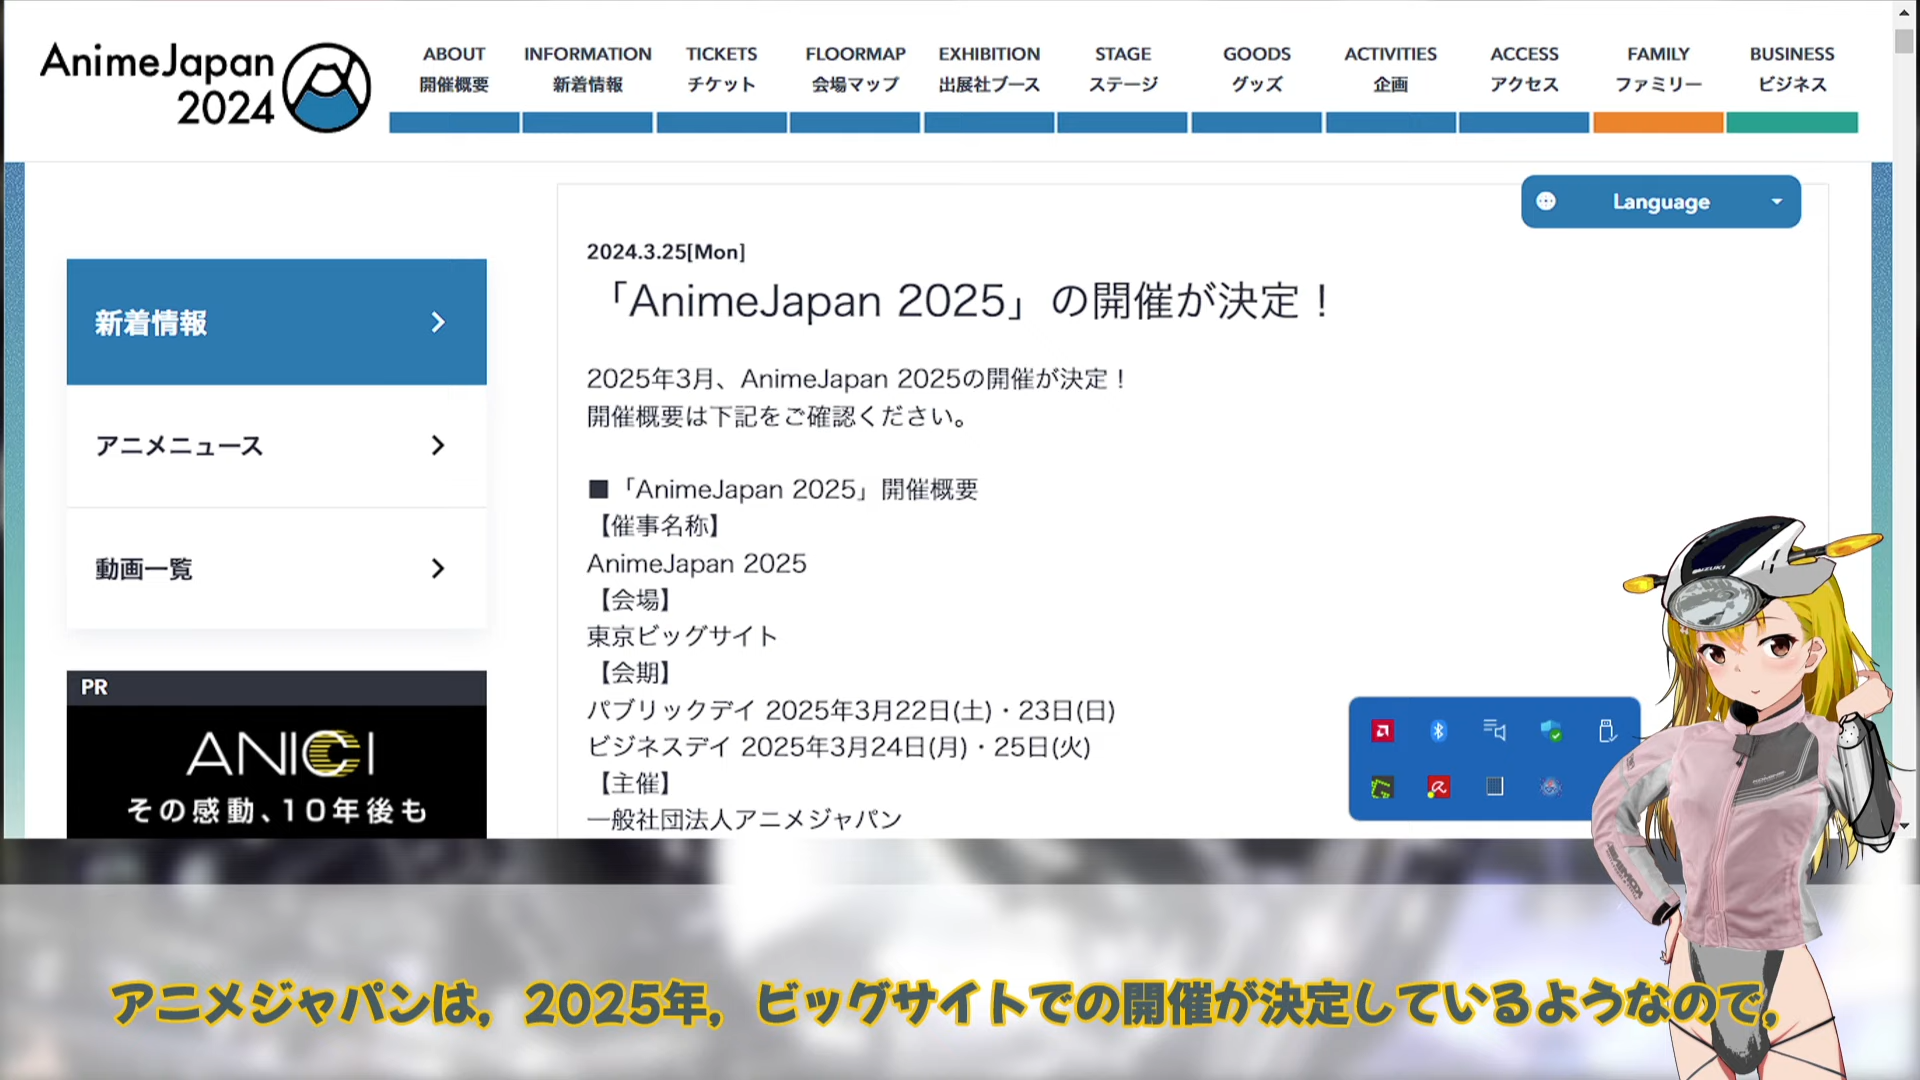 AnimeJapan
2024
ABOUT
開催概要
INFORMATION
新着情報
TICKETS
チケット
FLOORMAP
会場マップ
EXHIBITION
出展社ブース
STAGE
ステージ
GOODS
グッズ
ACTIVITIES
企画
ACCESS
アクセス
FAMILY
ファミリー
BUSINESS
ビジネス
Language
新着情報
アニメニュース
動画一覧
PR
ANICCI
その感動、10年後も
2024.3.25[Mon]
「AnimeJapan 2025」の開催が決定！
2025年3月、AnimeJapan 2025の開催が決定！
開催概要は下記をご確認ください。
■「AnimeJapan 2025」開催概要
【催事名称】
AnimeJapan 2025
【会場】
東京ビッグサイト
【会期】
パブリックデイ 2025年3月22日(土)・23日(日)
ビジネスデイ 2025年3月24日(月)・25日(火)
【主催】
一般社団法人アニメジャパン
SUZUKI
アニメジャパンは，2025年，ビッグサイトでの開催が決定しているようなので，